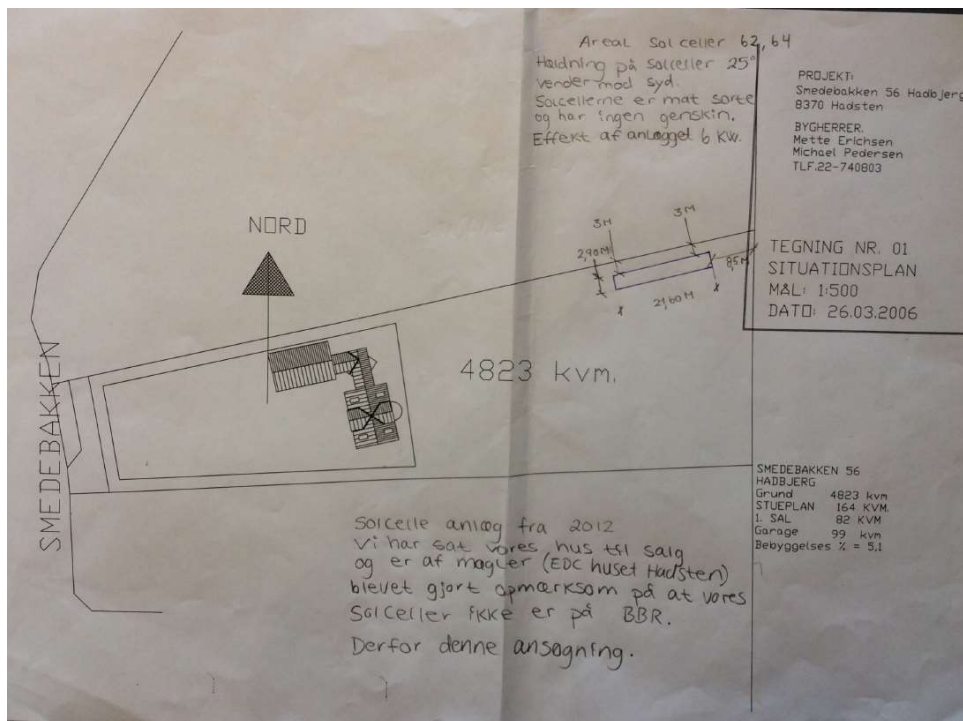 Areal Solceller 62,64
Hældning på solceller 25°
vender mod syd.
Solcellerne er mat sorte
og har ingen genskin.
Effekt af anlægget 6 KW.
PROJEKT:
Smedebakken 56 Hadbjerg
8370 Hadsten
BYGHERRER.
Mette Erichsen
Michael Pedersen
TLF.22-740803
TEGNING NR. 01
SITUATIONSPLAN
MÅL: 1:500
DATO: 26.03.2006
NORD
3M
3M
2,90M
8,5M
21,60M
4823 kvm.
SMEDEBAKKEN
SMEDEBAKKEN 56
HADBJERG
Grund 4823 kvm
STUEPLAN 164 KVM.
1. SAL 82 KVM
Garage 99 kvm
Bebyggelses % = 5.1
Solcelle anlæg fra 2012
Vi har sat vores hus til salg
og er af mægler (EDC huset Hadsten)
blevet gjort opmærksom på at vores
Solceller ikke er på BBR.
Derfor denne ansøgning.